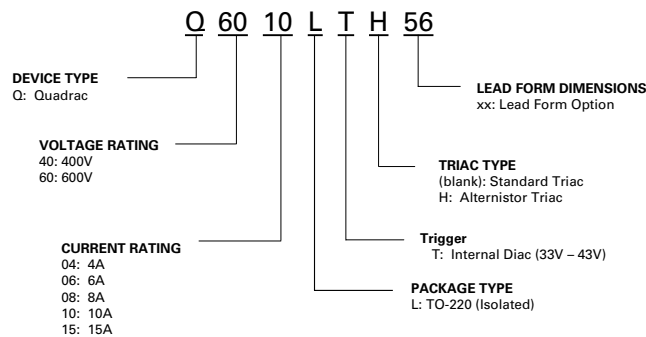 Q 60 10 L T H 56
DEVICE TYPE
Q: Quadrac
VOLTAGE RATING
40: 400V
60: 600V
CURRENT RATING
04: 4A
06: 6A
08: 8A
10: 10A
15: 15A
LEAD FORM DIMENSIONS
xx: Lead Form Option
TRIAC TYPE
(blank): Standard Triac
H: Alternistor Triac
Trigger
T: Internal Diac (33V – 43V)
PACKAGE TYPE
L: TO-220 (Isolated)